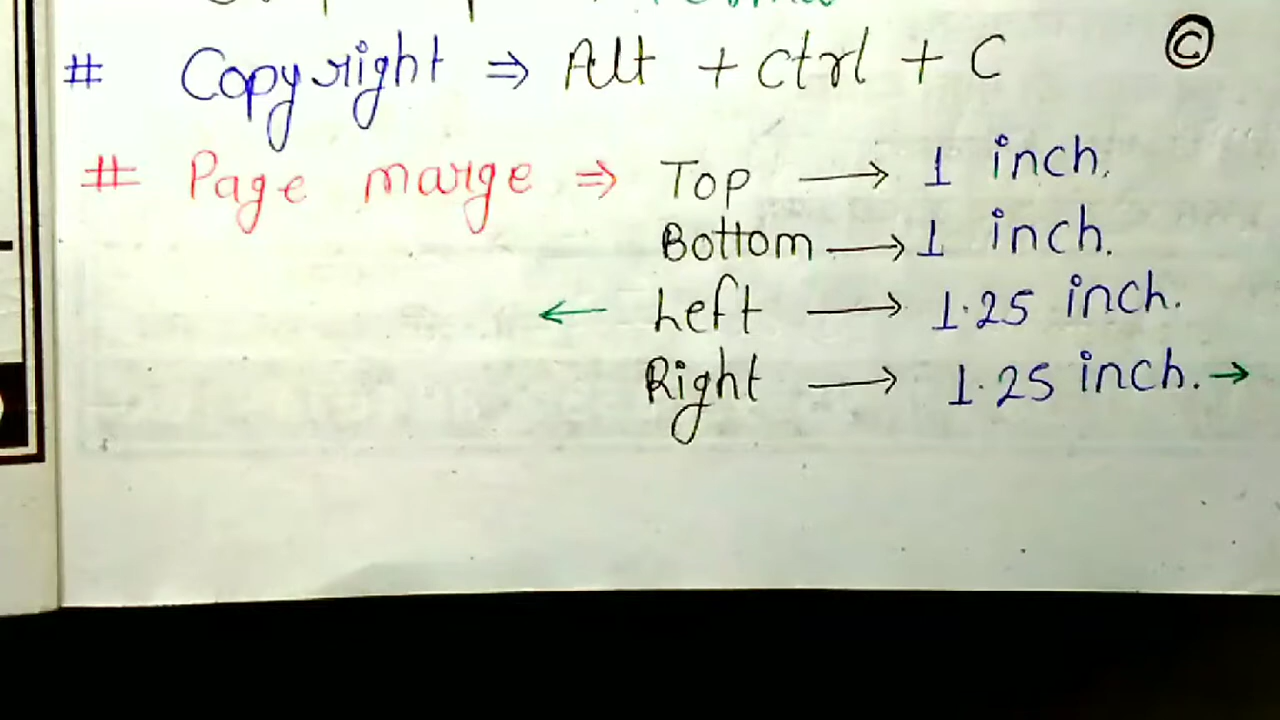 # Copyright ⇒ Alt + Ctrl + C ©
# Page marge ⇒ Top → 1 inch.
Bottom → 1 inch.
← Left → 1.25 inch.
Right → 1.25 inch. →